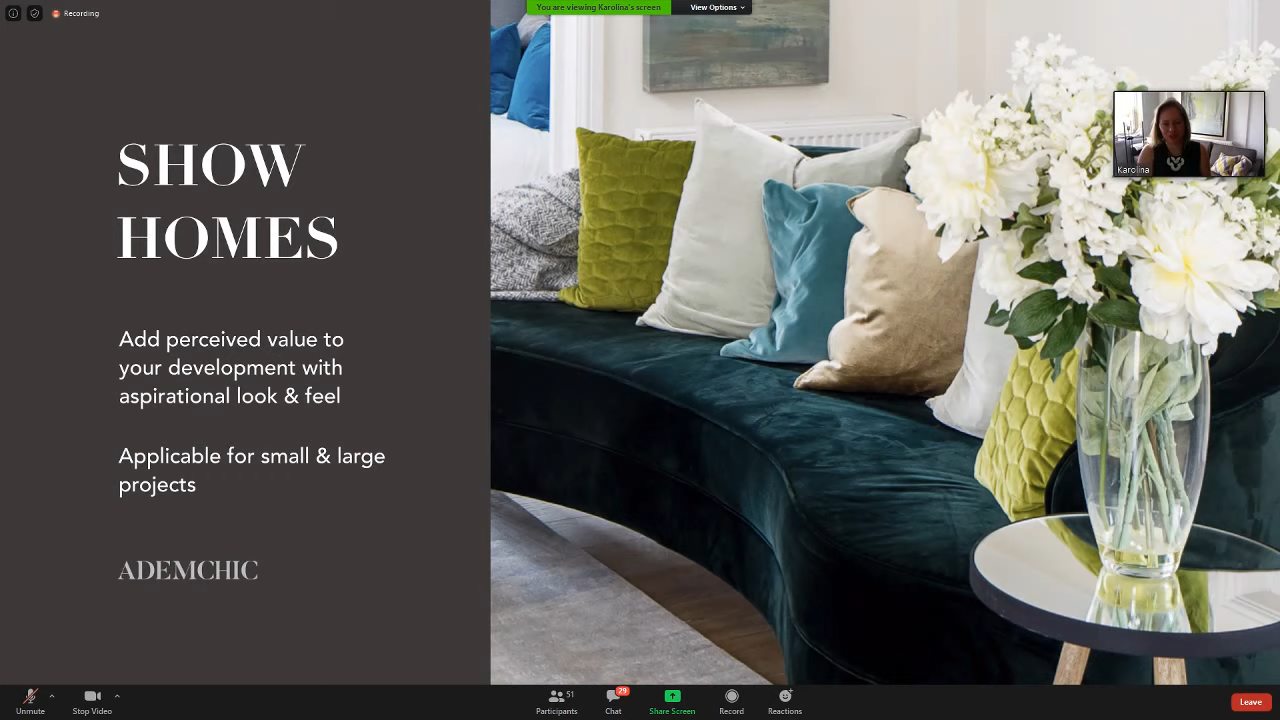 Recording
You are viewing Karolina's screen
View Options
SHOW
HOMES
Karolina
Add perceived value to
your development with
aspirational look & feel
Applicable for small & large
projects
ADEMCHIC
Unmute
Stop Video
51
Participants
29
Chat
Share Screen
Record
Reactions
Leave